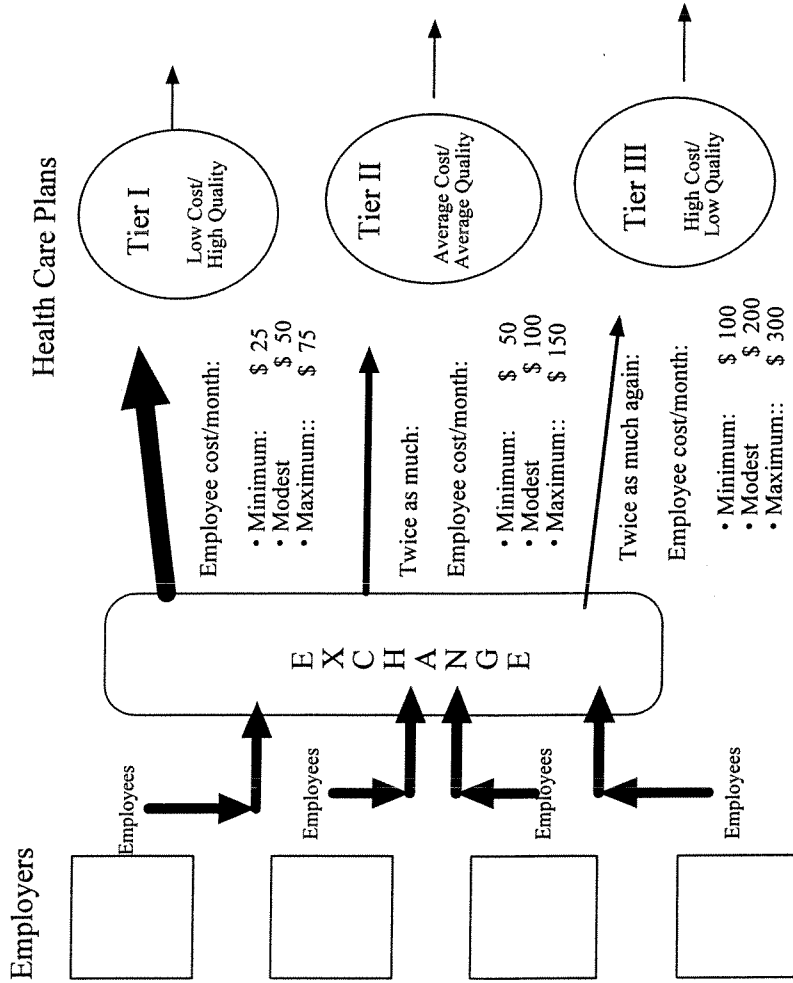 Employers
Health Care Plans
Employees
Employees
Employees
Employees
E
X
C
H
A
N
G
E
Employee cost/month:
• Minimum: $ 25
• Modest $ 50
• Maximum:: $ 75
Twice as much:
Employee cost/month:
• Minimum: $ 50
• Modest $ 100
• Maximum:: $ 150
Twice as much again:
Employee cost/month:
• Minimum: $ 100
• Modest $ 200
• Maximum:: $ 300
Tier I
Low Cost/
High Quality
Tier II
Average Cost/
Average Quality
Tier III
High Cost/
Low Quality